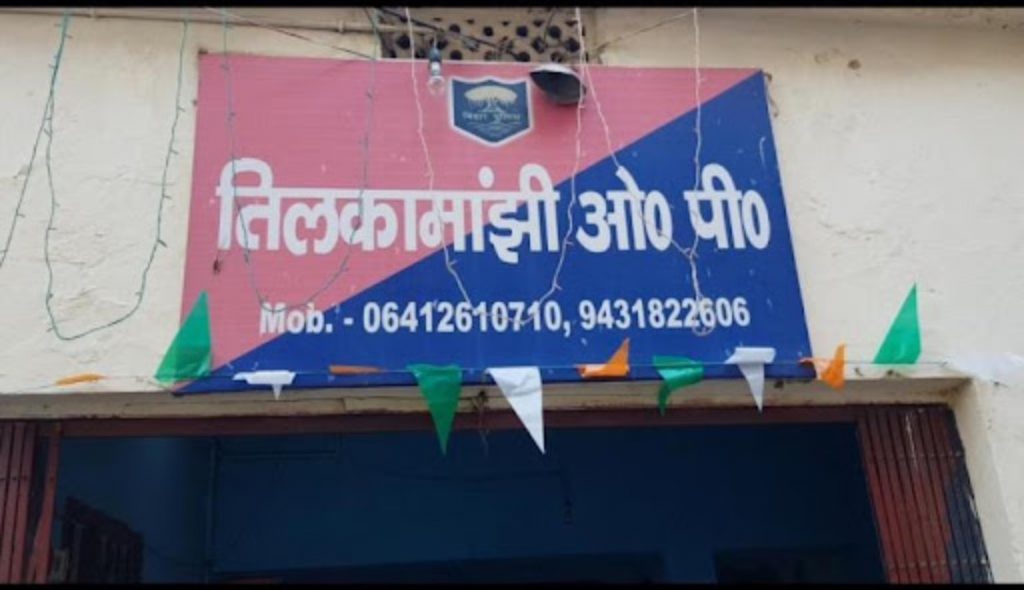 बिहार पुलिस
तिलकामांझी ओ० पी०
Mob. - 06412610710, 9431822606